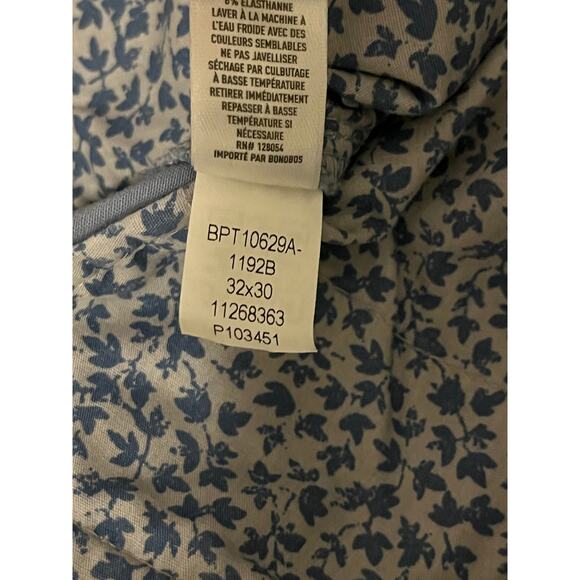 6% ÉLASTHANNE
LAVER À LA MACHINE À
L'EAU FROIDE AVEC DES
COULEURS SEMBLABLES
NE PAS JAVELLISER
SÉCHAGE PAR CULBUTAGE
À BASSE TEMPÉRATURE
RETIRER IMMÉDIATEMENT
REPASSER À BASSE
TEMPÉRATURE SI
NÉCESSAIRE
RN# 128054
IMPORTÉ PAR BONOBOS
BPT10629A-
1192B
32x30
11268363
P103451